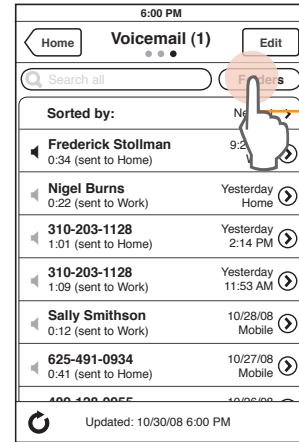 6:00 PM
Home Voicemail (1) Edit
Search all
Sorted by:
Frederick Stollman
0:34 (sent to Home)
Nigel Burns Yesterday
0:22 (sent to Work) Home
310-203-1128 Yesterday
1:01 (sent to Home) 2:14 PM
310-203-1128 Yesterday
1:09 (sent to Work) 11:53 AM
Sally Smithson 10/28/08
0:12 (sent to Work) Mobile
625-491-0934 10/27/08
0:41 (sent to Home) Mobile
Updated: 10/30/08 6:00 PM